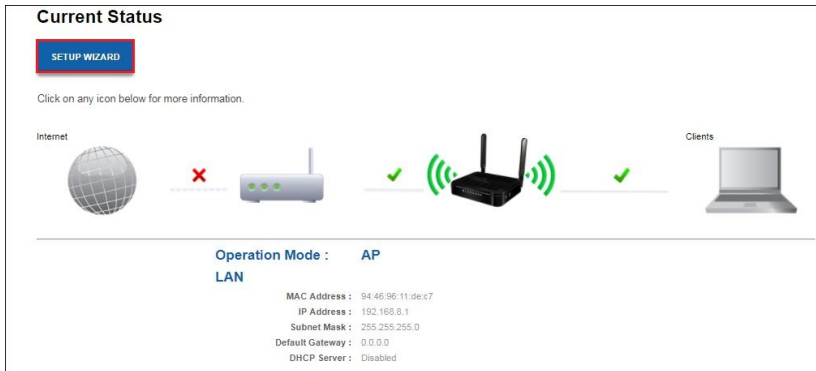 Current Status
SETUP WIZARD
Click on any icon below for more information.
Internet
Clients
Operation Mode : AP
LAN
MAC Address : 94:46:96:11:de:c7
IP Address : 192.168.8.1
Subnet Mask : 255.255.255.0
Default Gateway : 0.0.0.0
DHCP Server : Disabled